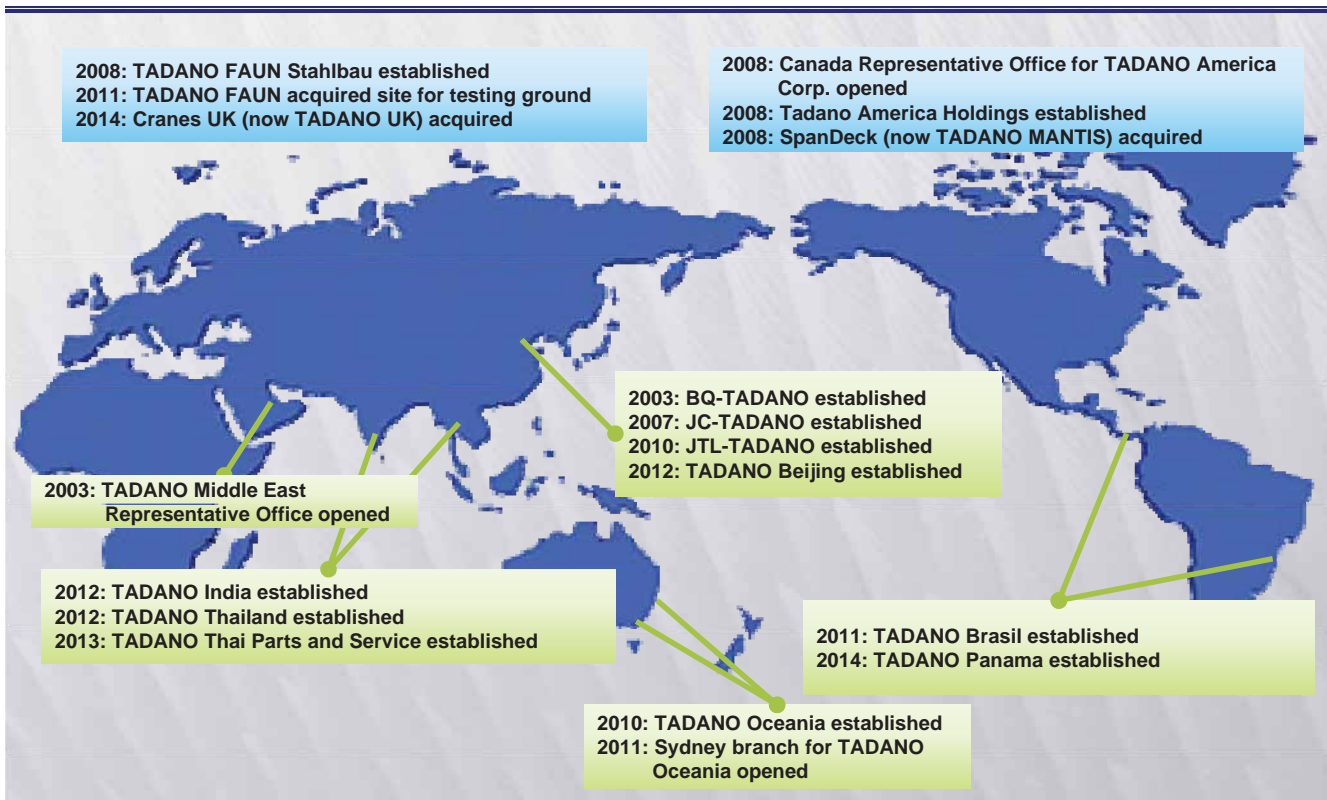 2008: TADANO FAUN Stahlbau established
2011: TADANO FAUN acquired site for testing ground
2014: Cranes UK (now TADANO UK) acquired
2008: Canada Representative Office for TADANO America
Corp. opened
2008: Tadano America Holdings established
2008: SpanDeck (now TADANO MANTIS) acquired
2003: BQ-TADANO established
2007: JC-TADANO established
2010: JTL-TADANO established
2012: TADANO Beijing established
2003: TADANO Middle East
Representative Office opened
2012: TADANO India established
2012: TADANO Thailand established
2013: TADANO Thai Parts and Service established
2011: TADANO Brasil established
2014: TADANO Panama established
2010: TADANO Oceania established
2011: Sydney branch for TADANO
Oceania opened